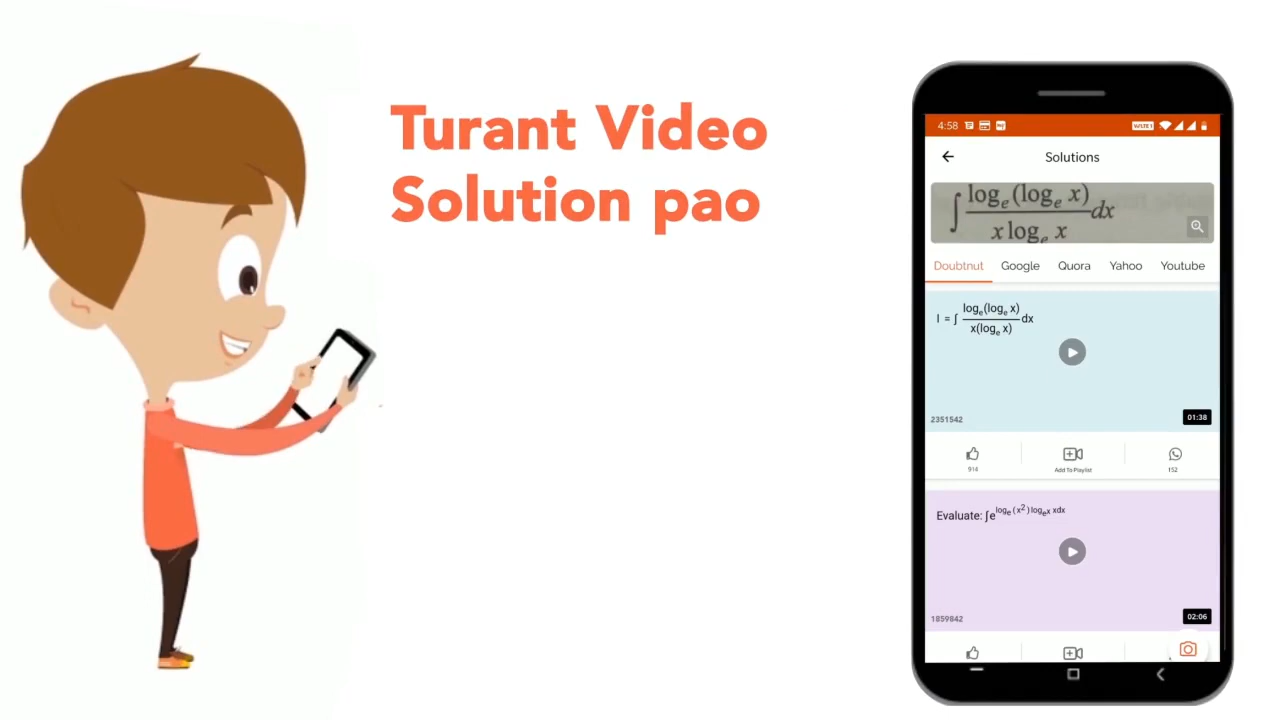 Turant Video
Solution pao
4:58
Solutions
∫ logₑ(logₑ x) / x logₑ x dx
Doubtnut Google Quora Yahoo Youtube
I = ∫ logₑ(logₑ x) / x(logₑ x) dx
2351542 01:38
914 Add To Playlist 152
Evaluate: ∫e^logₑ(x²)logₑx xdx
1859842 02:06